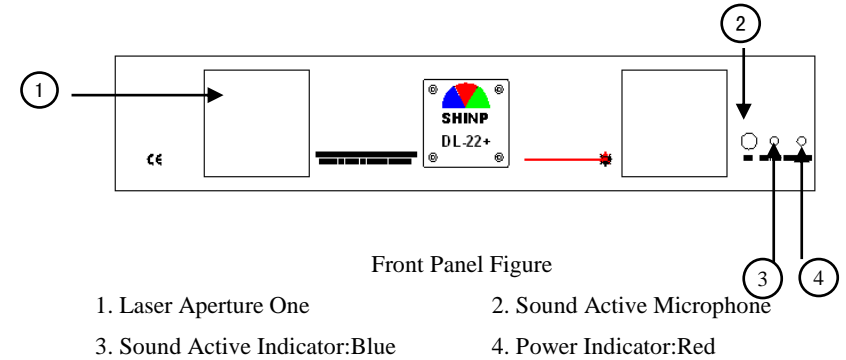 2
1
SHINP
DL-22+
CE
Front Panel Figure
3
4
1. Laser Aperture One 2. Sound Active Microphone
3. Sound Active Indicator:Blue 4. Power Indicator:Red